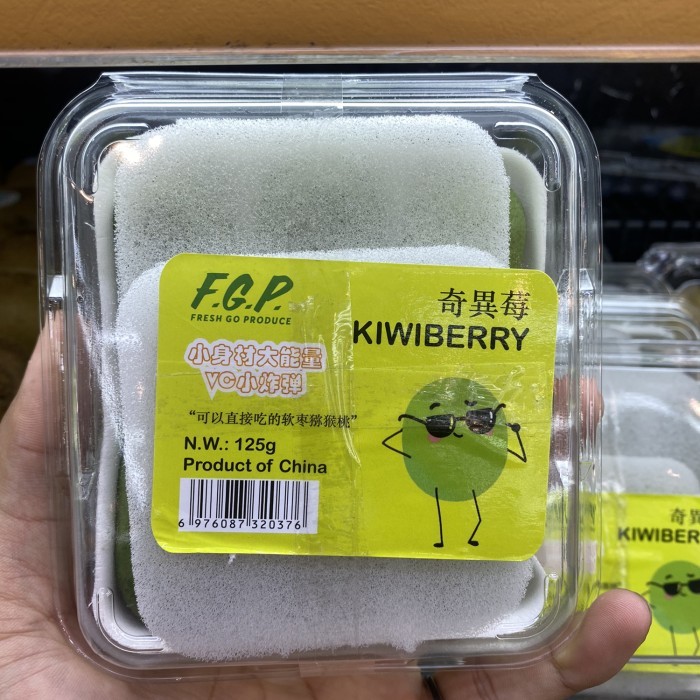 F.G.P.
FRESH GO PRODUCE
奇異莓
KIWIBERRY
小身材大能量
VC小炸弹
“可以直接吃的软枣猕猴桃”
N.W.: 125g
Product of China
6 976087 320376
奇異
KIWIBERR